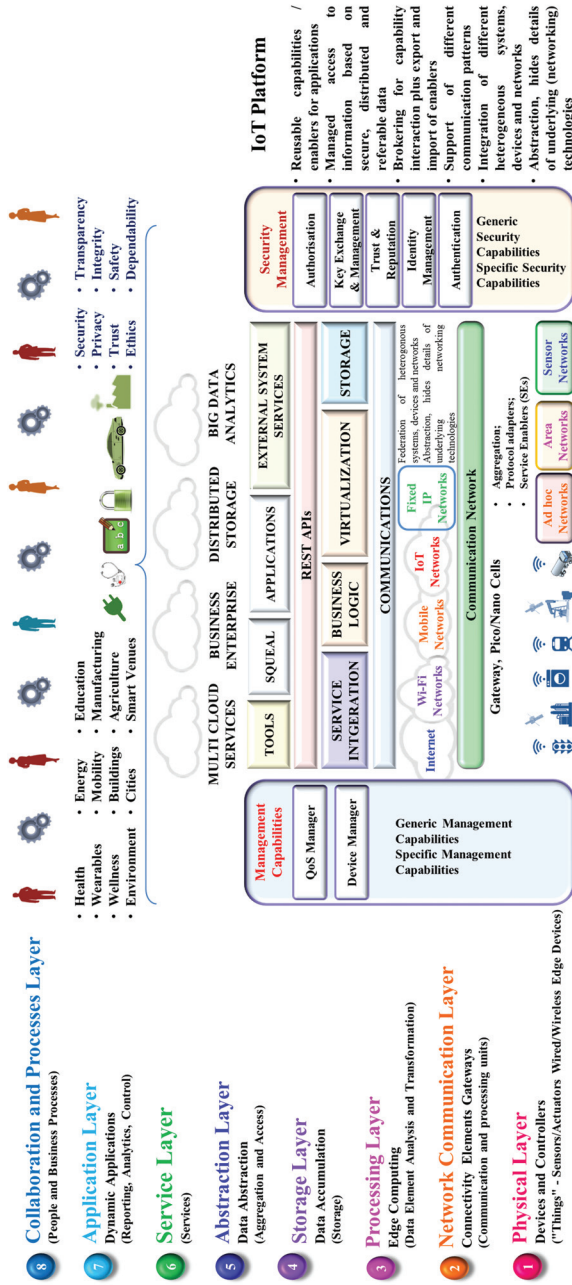 8
Collaboration and Processes Layer
(People and Business Processes)
7
Application Layer
Dynamic Applications
(Reporting, Analytics, Control)
6
Service Layer
(Services)
5
Abstraction Layer
Data Abstraction
(Aggregation and Access)
4
Storage Layer
Data Accumulation
(Storage)
3
Processing Layer
Edge Computing
(Data Element Analysis and Transformation)
2
Network Communication Layer
Connectivity Elements Gateways
(Communication and processing units)
1
Physical Layer
Devices and Controllers
("Things" - Sensors/Actuators Wired/Wireless Edge Devices)
• Health
• Wearables
• Wellness
• Environment
• Energy
• Mobility
• Buildings
• Cities
• Education
• Manufacturing
• Agriculture
• Smart Venues
a b c
• Security
• Privacy
• Trust
• Ethics
• Transparency
• Integrity
• Safety
• Dependability
MULTI CLOUD
SERVICES
BUSINESS
ENTERPRISE
DISTRIBUTED
STORAGE
BIG DATA
ANALYTICS
Management
Capabilities
QoS Manager
Device Manager
Generic Management
Capabilities
Specific Management
Capabilities
TOOLS
SQUEAL
APPLICATIONS
EXTERNAL SYSTEM
SERVICES
REST APIs
SERVICE
INTGERATION
BUSINESS
LOGIC
VIRTUALIZATION
STORAGE
COMMUNICATIONS
Internet
Wi-Fi
Networks
Mobile
Networks
IoT
Networks
Fixed
IP
Networks
Federation of heterogonous
systems, devices and networks
Abstraction, hides details of
underlying networking
technologies
Communication Network
Gateway, Pico/Nano Cells
• Aggregation;
• Protocol adapters;
• Service Enablers (SEs)
Ad hoc
Networks
Area
Networks
Sensor
Networks
Security
Management
Authorisation
Key Exchange
& Management
Trust &
Reputation
Identity
Management
Authentication
Generic
Security
Capabilities
Specific Security
Capabilities
IoT Platform
• Reusable capabilities /
enablers for applications
• Managed access to
information based on
secure, distributed and
referable data
• Brokering for capability
interaction plus export and
import of enablers
• Support of different
communication patterns
• Integration of different
heterogeneous systems,
devices and networks
• Abstraction, hides details
of underlying (networking)
technologies